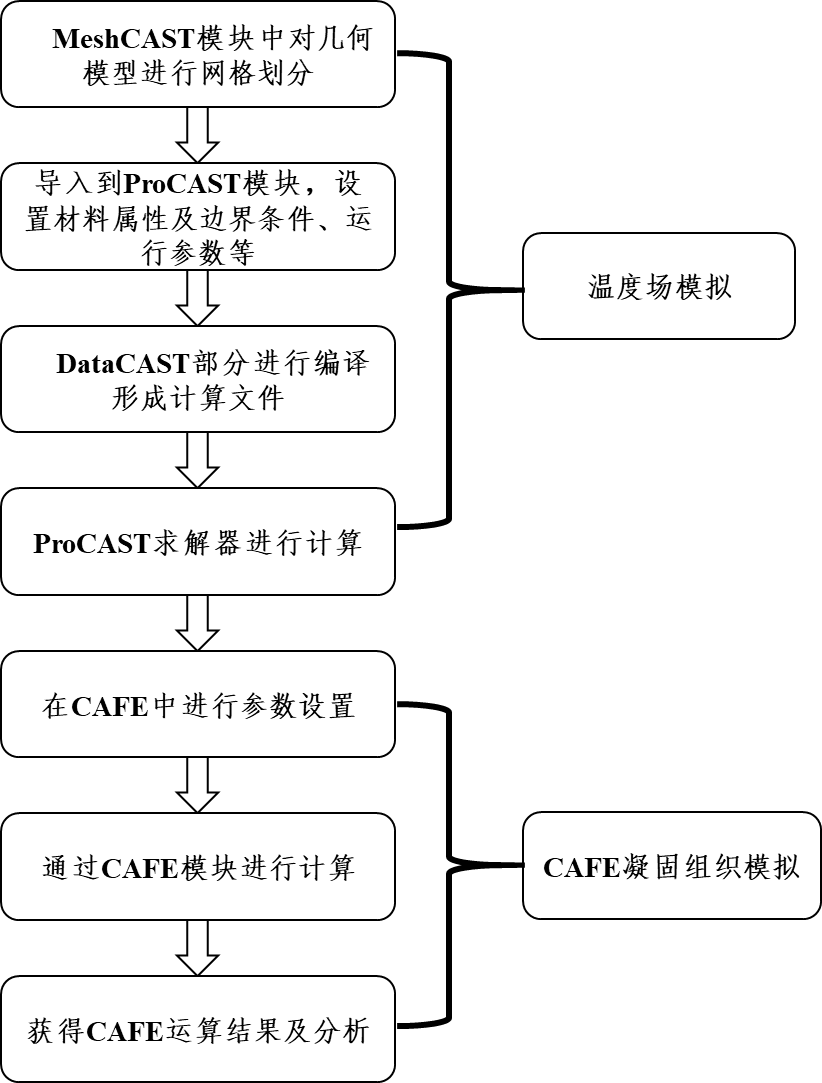 MeshCAST模块中对几何
模型进行网格划分
导入到ProCAST模块，设
置材料属性及边界条件、运
行参数等
温度场模拟
DataCAST部分进行编译
形成计算文件
ProCAST求解器进行计算
在CAFE中进行参数设置
通过CAFE模块进行计算
CAFE凝固组织模拟
获得CAFE运算结果及分析